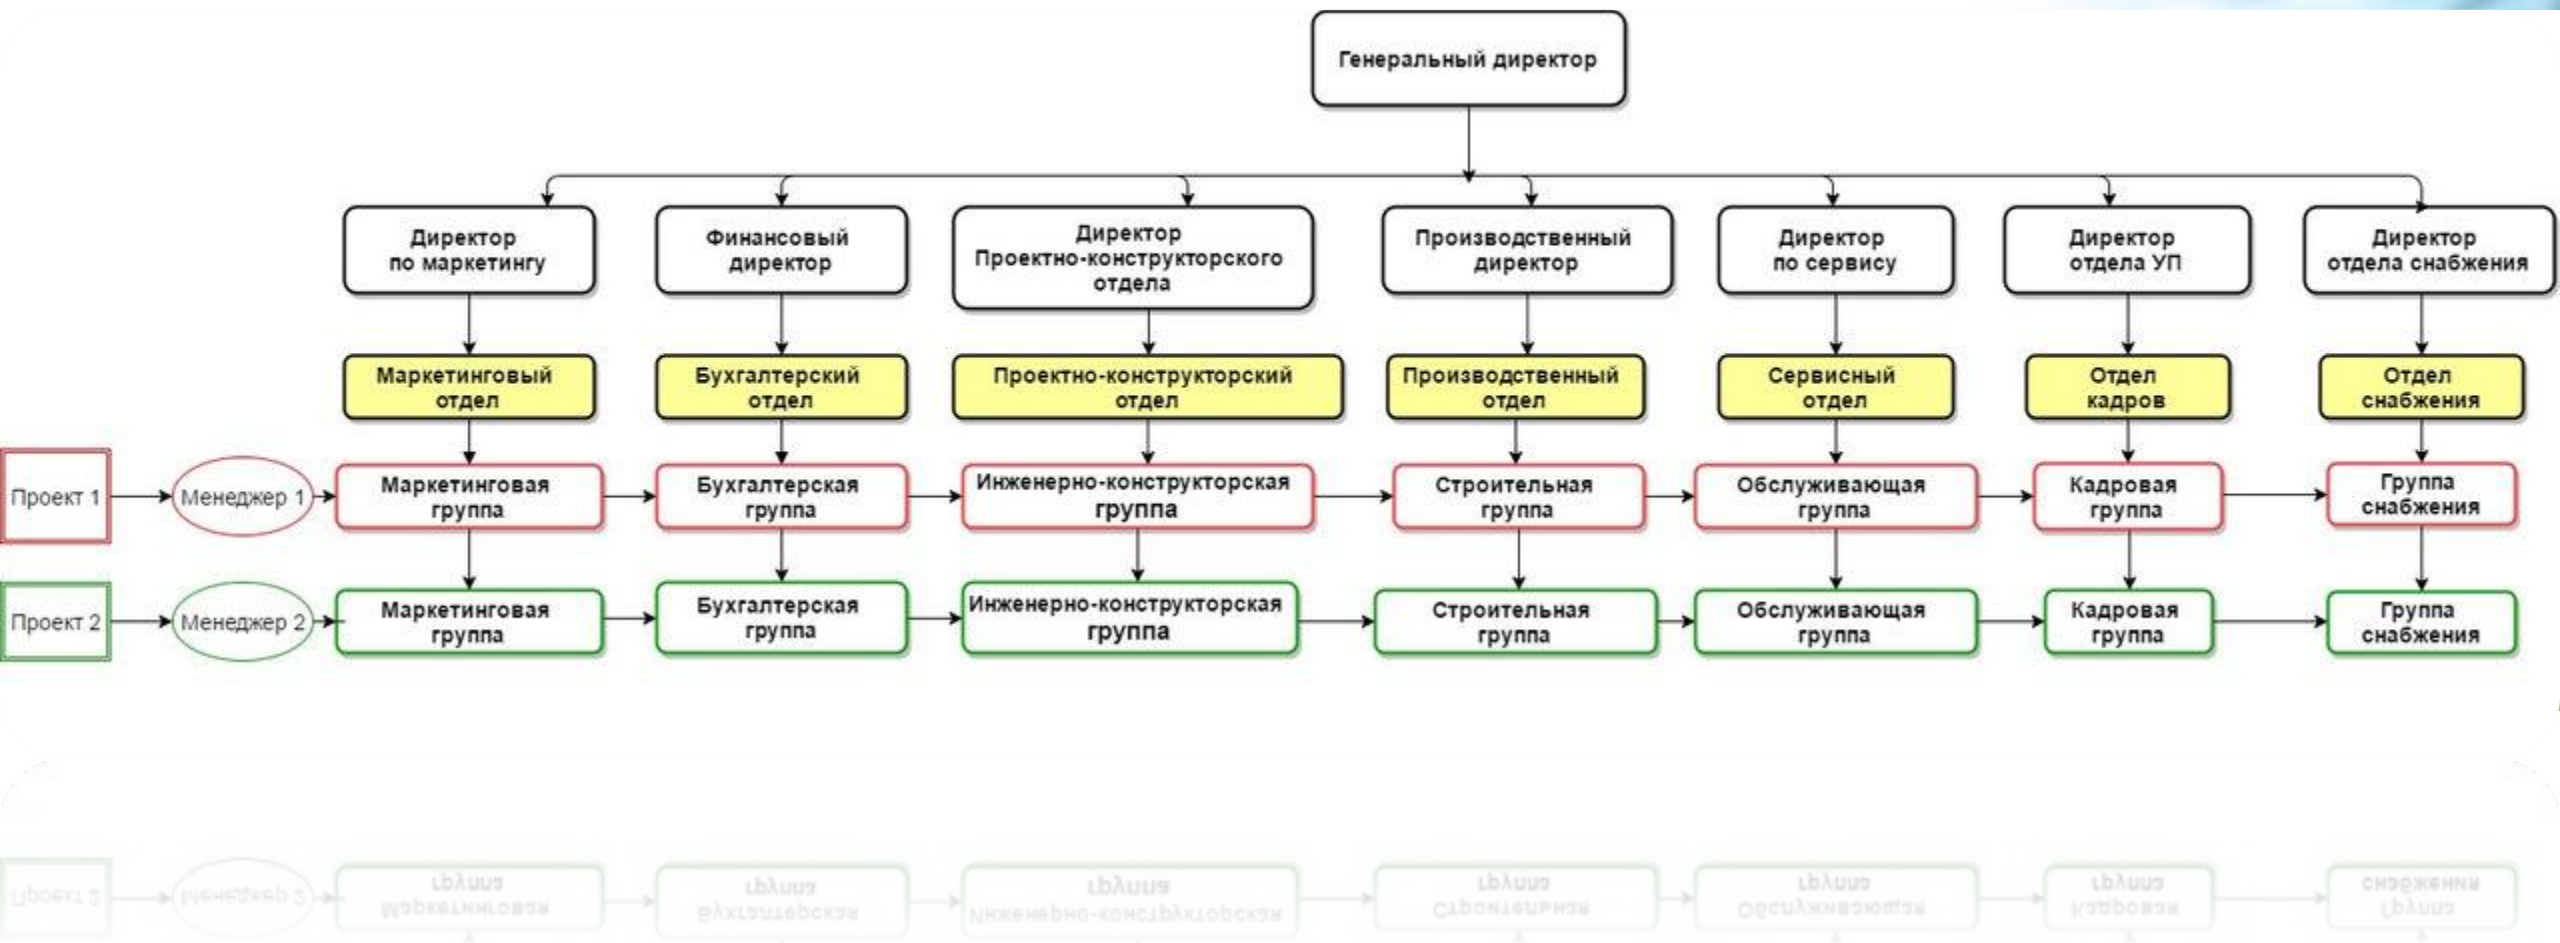 Генеральный директор
Директор
по маркетингу
Финансовый
директор
Директор
Проектно-конструкторского
отдела
Производственный
директор
Директор
по сервису
Директор
отдела УП
Директор
отдела снабжения
Маркетинговый
отдел
Бухгалтерский
отдел
Проектно-конструкторский
отдел
Производственный
отдел
Сервисный
отдел
Отдел
кадров
Отдел
снабжения
Проект 1
Менеджер 1
Маркетинговая
группа
Бухгалтерская
группа
Инженерно-конструкторская
группа
Строительная
группа
Обслуживающая
группа
Кадровая
группа
Группа
снабжения
Проект 2
Менеджер 2
Маркетинговая
группа
Бухгалтерская
группа
Инженерно-конструкторская
группа
Строительная
группа
Обслуживающая
группа
Кадровая
группа
Группа
снабжения